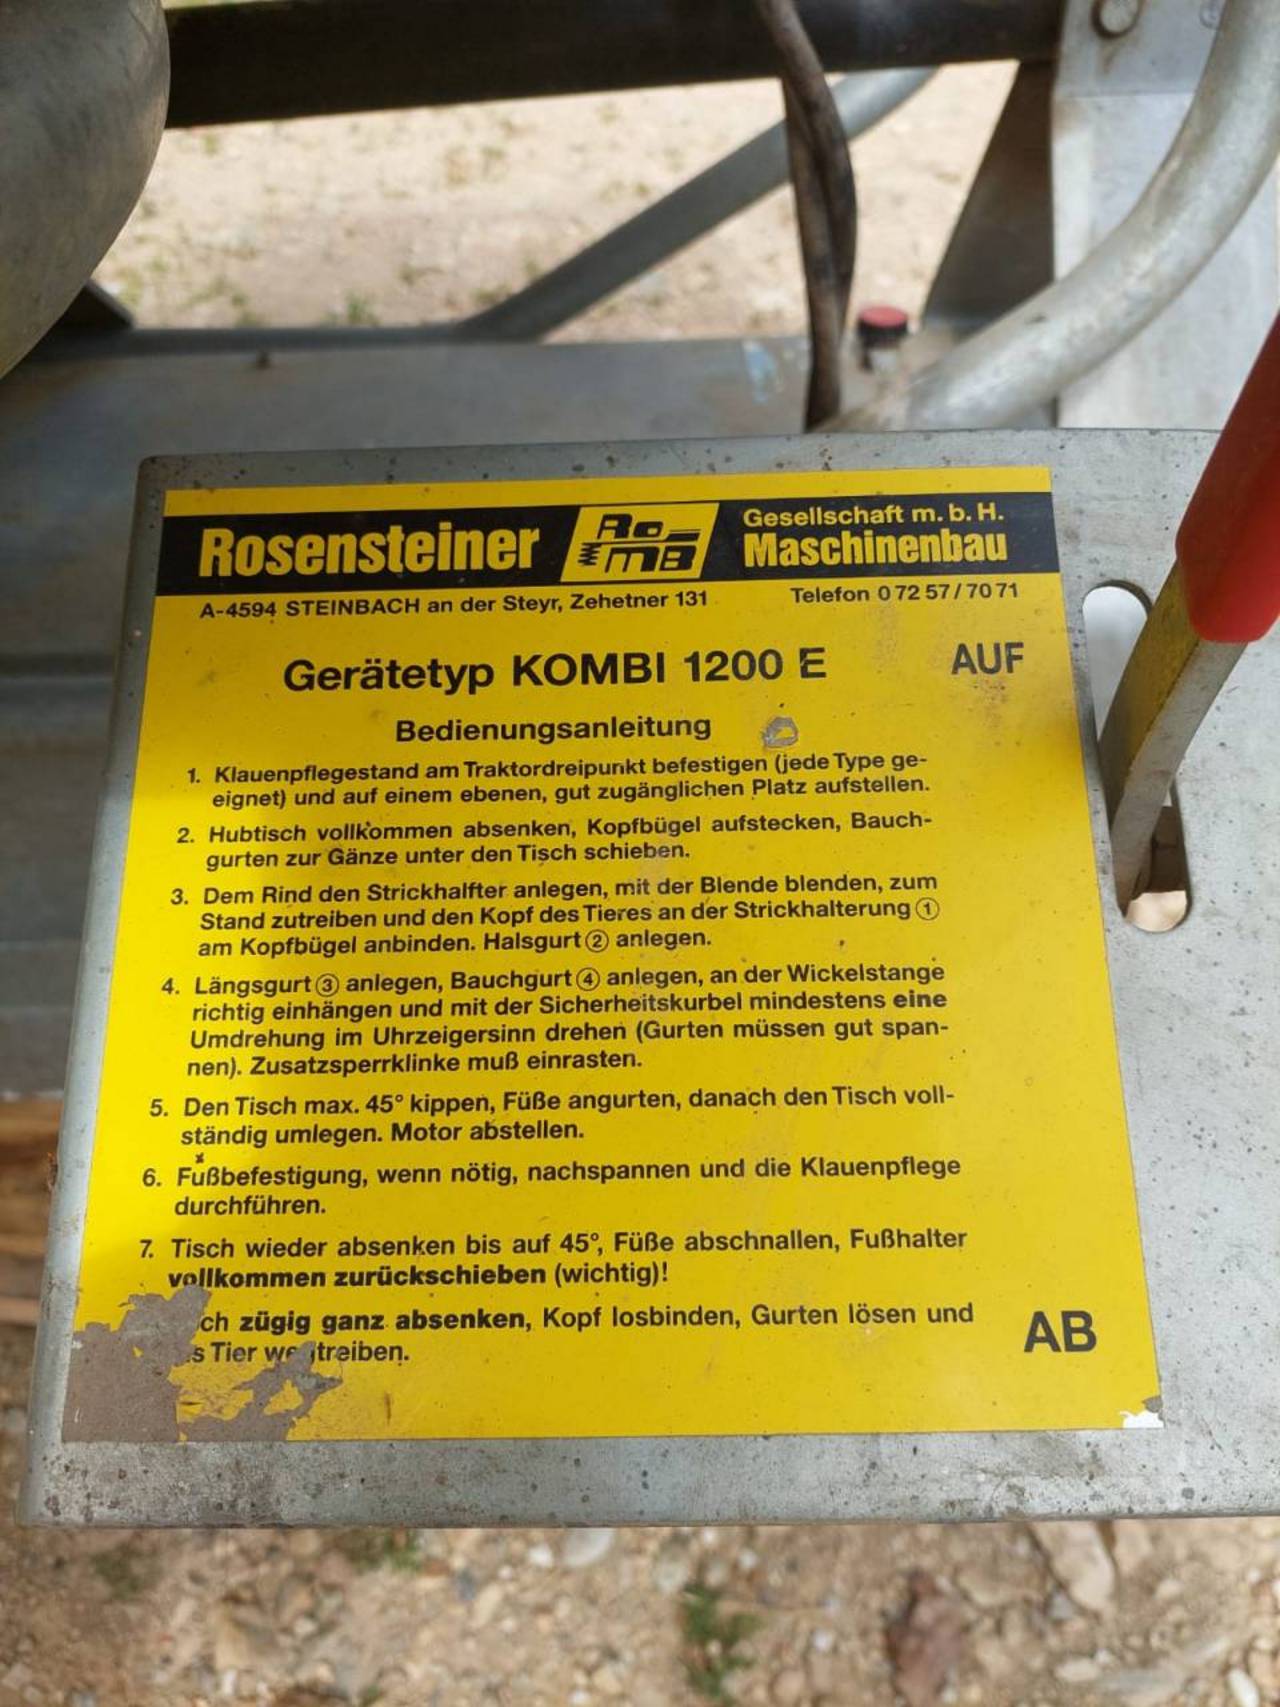 Rosensteiner
Ro
mB
Gesellschaft m. b. H.
Maschinenbau
A-4594 STEINBACH an der Steyr, Zehetner 131
Telefon 0 72 57 / 70 71
Gerätetyp KOMBI 1200 E
AUF
Bedienungsanleitung
1. Klauenpflegestand am Traktordreipunkt befestigen (jede Type ge-
eignet) und auf einem ebenen, gut zugänglichen Platz aufstellen.
2. Hubtisch vollkommen absenken, Kopfbügel aufstecken, Bauch-
gurten zur Gänze unter den Tisch schieben.
3. Dem Rind den Strickhalfter anlegen, mit der Blende blenden, zum
Stand zutreiben und den Kopf des Tieres an der Strickhalterung ①
am Kopfbügel anbinden. Halsgurt ② anlegen.
4. Längsgurt ③ anlegen, Bauchgurt ④ anlegen, an der Wickelstange
richtig einhängen und mit der Sicherheitskurbel mindestens eine
Umdrehung im Uhrzeigersinn drehen (Gurten müssen gut span-
nen). Zusatzsperrklinke muß einrasten.
5. Den Tisch max. 45° kippen, Füße angurten, danach den Tisch voll-
ständig umlegen. Motor abstellen.
6. Fußbefestigung, wenn nötig, nachspannen und die Klauenpflege
durchführen.
7. Tisch wieder absenken bis auf 45°, Füße abschnallen, Fußhalter
vollkommen zurückschieben (wichtig)!
ch zügig ganz absenken, Kopf losbinden, Gurten lösen und
s Tier we treiben.
AB